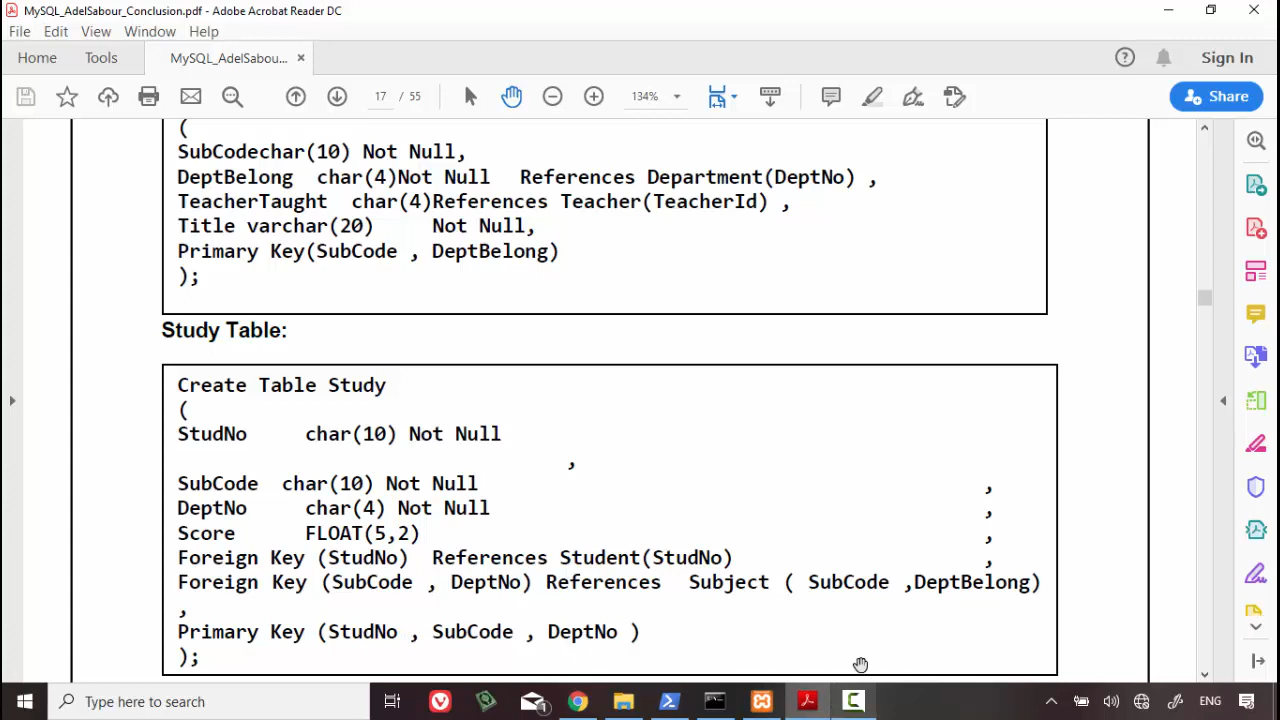 MySQL_AdelSabour_Conclusion.pdf - Adobe Acrobat Reader DC
File Edit View Window Help
Home Tools MySQL_AdelSabou... × Sign In
17 / 55 134% Share
(
SubCodechar(10) Not Null,
DeptBelong char(4)Not Null References Department(DeptNo) ,
TeacherTaught char(4)References Teacher(TeacherId) ,
Title varchar(20) Not Null,
Primary Key(SubCode , DeptBelong)
);
Study Table:
Create Table Study
(
StudNo char(10) Not Null
,
SubCode char(10) Not Null ,
DeptNo char(4) Not Null ,
Score FLOAT(5,2) ,
Foreign Key (StudNo) References Student(StudNo) ,
Foreign Key (SubCode , DeptNo) References Subject ( SubCode ,DeptBelong)
,
Primary Key (StudNo , SubCode , DeptNo )
);
Type here to search 1 ENG